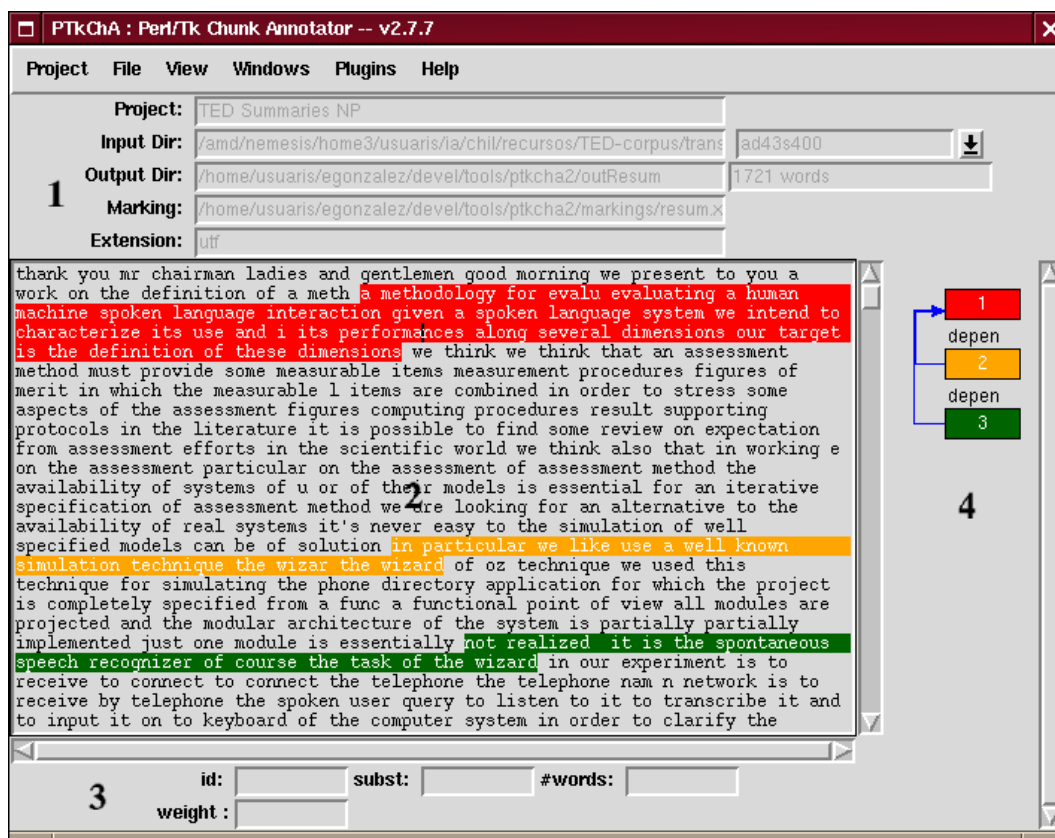 PTkChA : Perl/Tk Chunk Annotator -- v2.7.7
Project File View Windows Plugins Help
Project: TED Summaries NP
Input Dir: /amd/nemesis/home3/usuaris/ia/chil/recursos/TED-corpus/trans ad43s400
Output Dir: /home/usuaris/egonzalez/devel/tools/ptkcha2/outResum 1721 words
1
Marking: /home/usuaris/egonzalez/devel/tools/ptkcha2/markings/resum.x
Extension: utf
thank you mr chairman ladies and gentlemen good morning we present to you a
work on the definition of a meth a methodology for evalu evaluating a human
machine spoken language interaction given a spoken language system we intend to
characterize its use and i its performances along several dimensions our target
is the definition of these dimensions we think we think that an assessment
method must provide some measurable items measurement procedures figures of
merit in which the measurable l items are combined in order to stress some
aspects of the assessment figures computing procedures result supporting
protocols in the literature it is possible to find some review on expectation
from assessment efforts in the scientific world we think also that in working e
on the assessment particular on the assessment of assessment method the
availability of systems of u or of their models is essential for an iterative
specification of assessment method we are looking for an alternative to the
availability of real systems it's never easy to the simulation of well
specified models can be of solution in particular we like use a well known
simulation technique the wizar the wizard of oz technique we used this
technique for simulating the phone directory application for which the project
is completely specified from a func a functional point of view all modules are
projected and the modular architecture of the system is partially partially
implemented just one module is essentially not realized it is the spontaneous
speech recognizer of course the task of the wizard in our experiment is to
receive to connect to connect the telephone the telephone nam n network is to
receive by telephone the spoken user query to listen to it to transcribe it and
to input it on to keyboard of the computer system in order to clarify the
2
1
depen
2
depen
3
4
id: subst: #words:
3
weight :